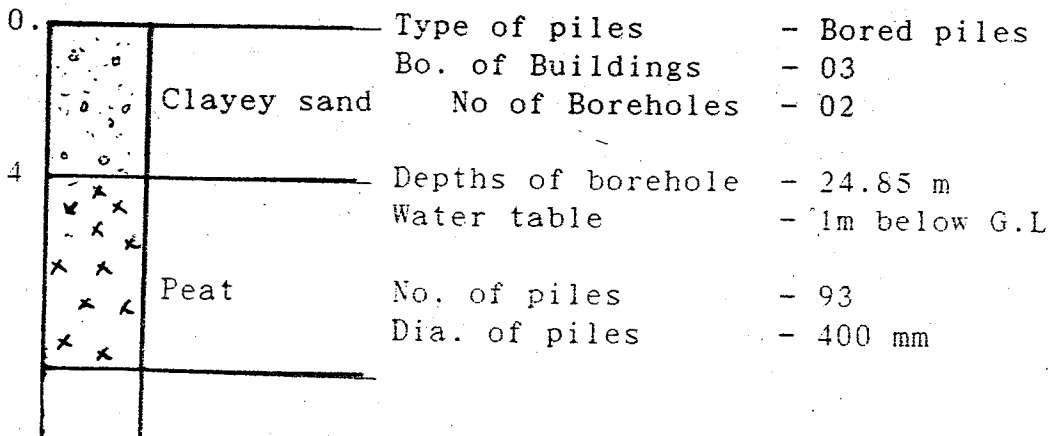 0. Type of piles - Bored piles
Bo. of Buildings - 03
Clayey sand No of Boreholes - 02
4 Depths of borehole - 24.85 m
Water table - 1m below G.L
Peat No. of piles - 93
Dia. of piles - 400 mm